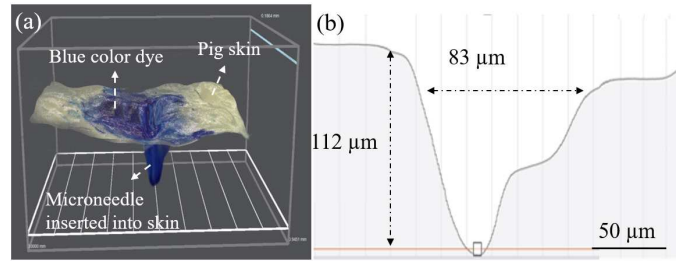 (a)
Blue color dye
Pig skin
Microneedle
inserted into skin
(b)
83 µm
112 µm
50 µm